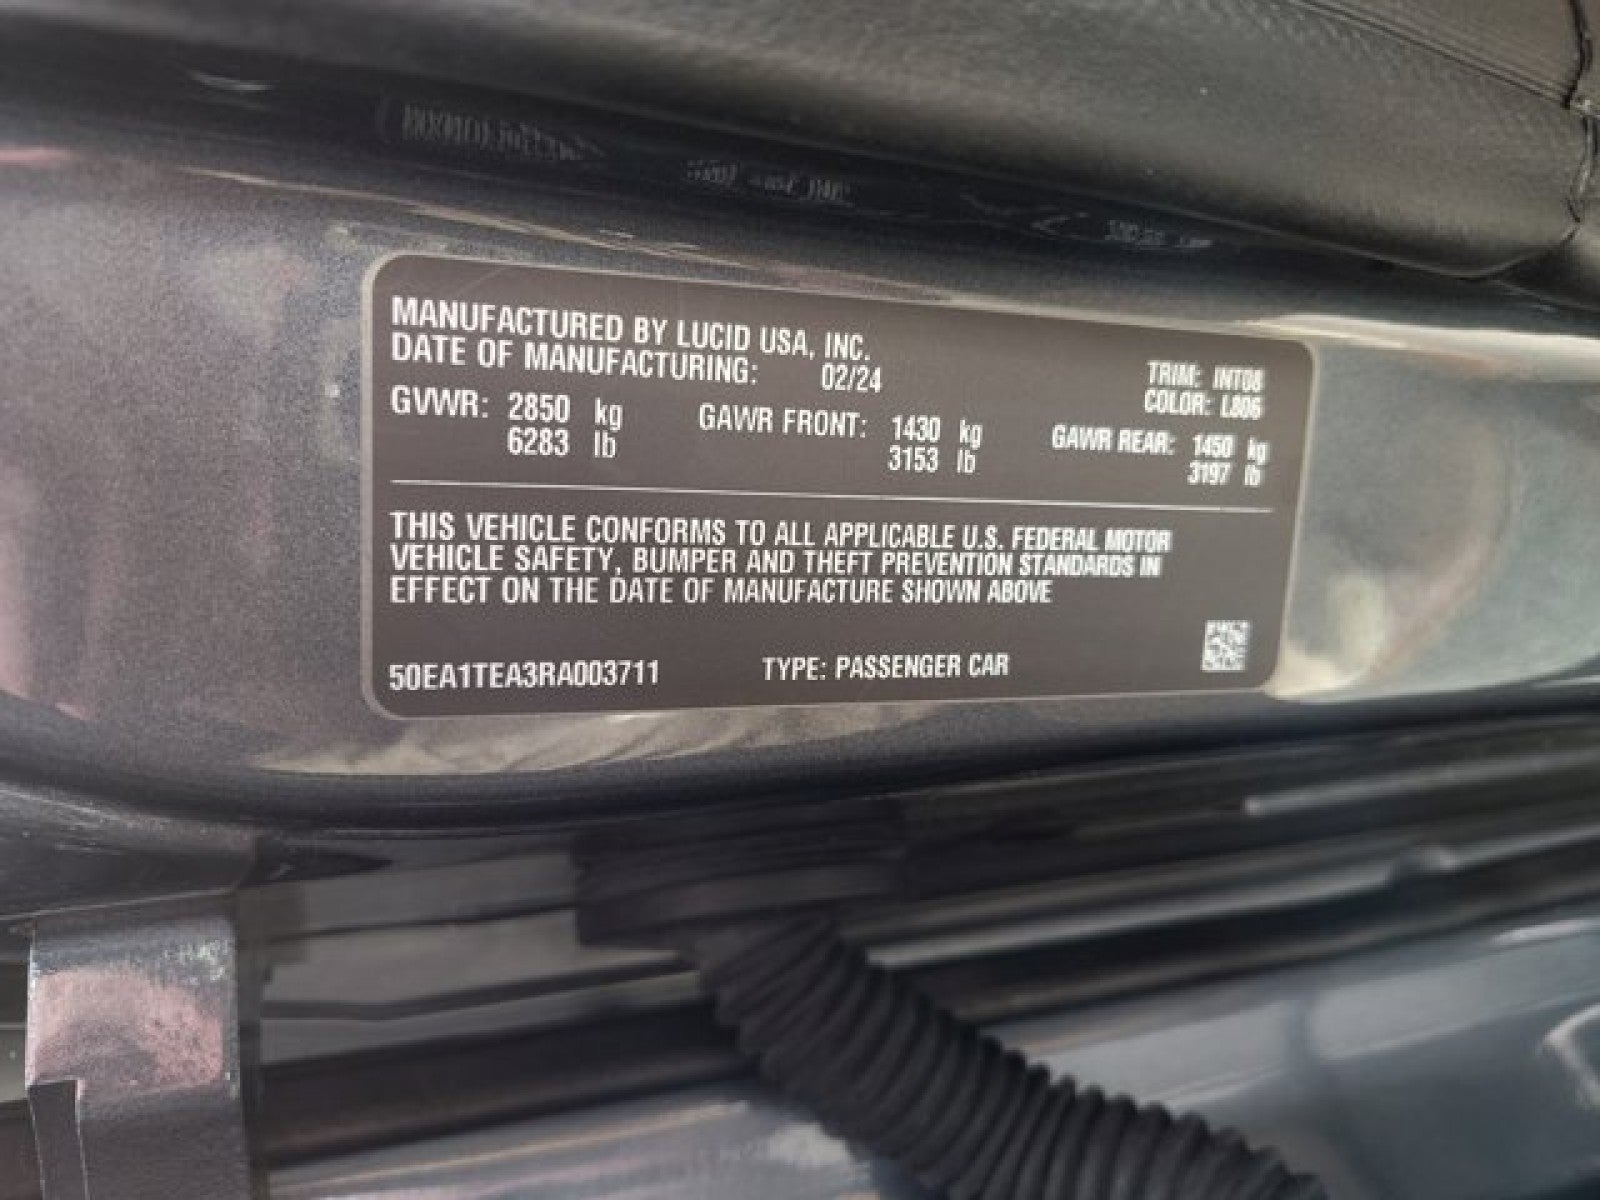 MANUFACTURED BY LUCID USA, INC.
DATE OF MANUFACTURING: 02/24
TRIM: INT08
COLOR: L806
GVWR: 2850 kg GAWR FRONT: 1430 kg GAWR REAR: 1450 kg
6283 lb 3153 lb 3197 lb
THIS VEHICLE CONFORMS TO ALL APPLICABLE U.S. FEDERAL MOTOR
VEHICLE SAFETY, BUMPER AND THEFT PREVENTION STANDARDS IN
EFFECT ON THE DATE OF MANUFACTURE SHOWN ABOVE
50EA1TEA3RA003711 TYPE: PASSENGER CAR